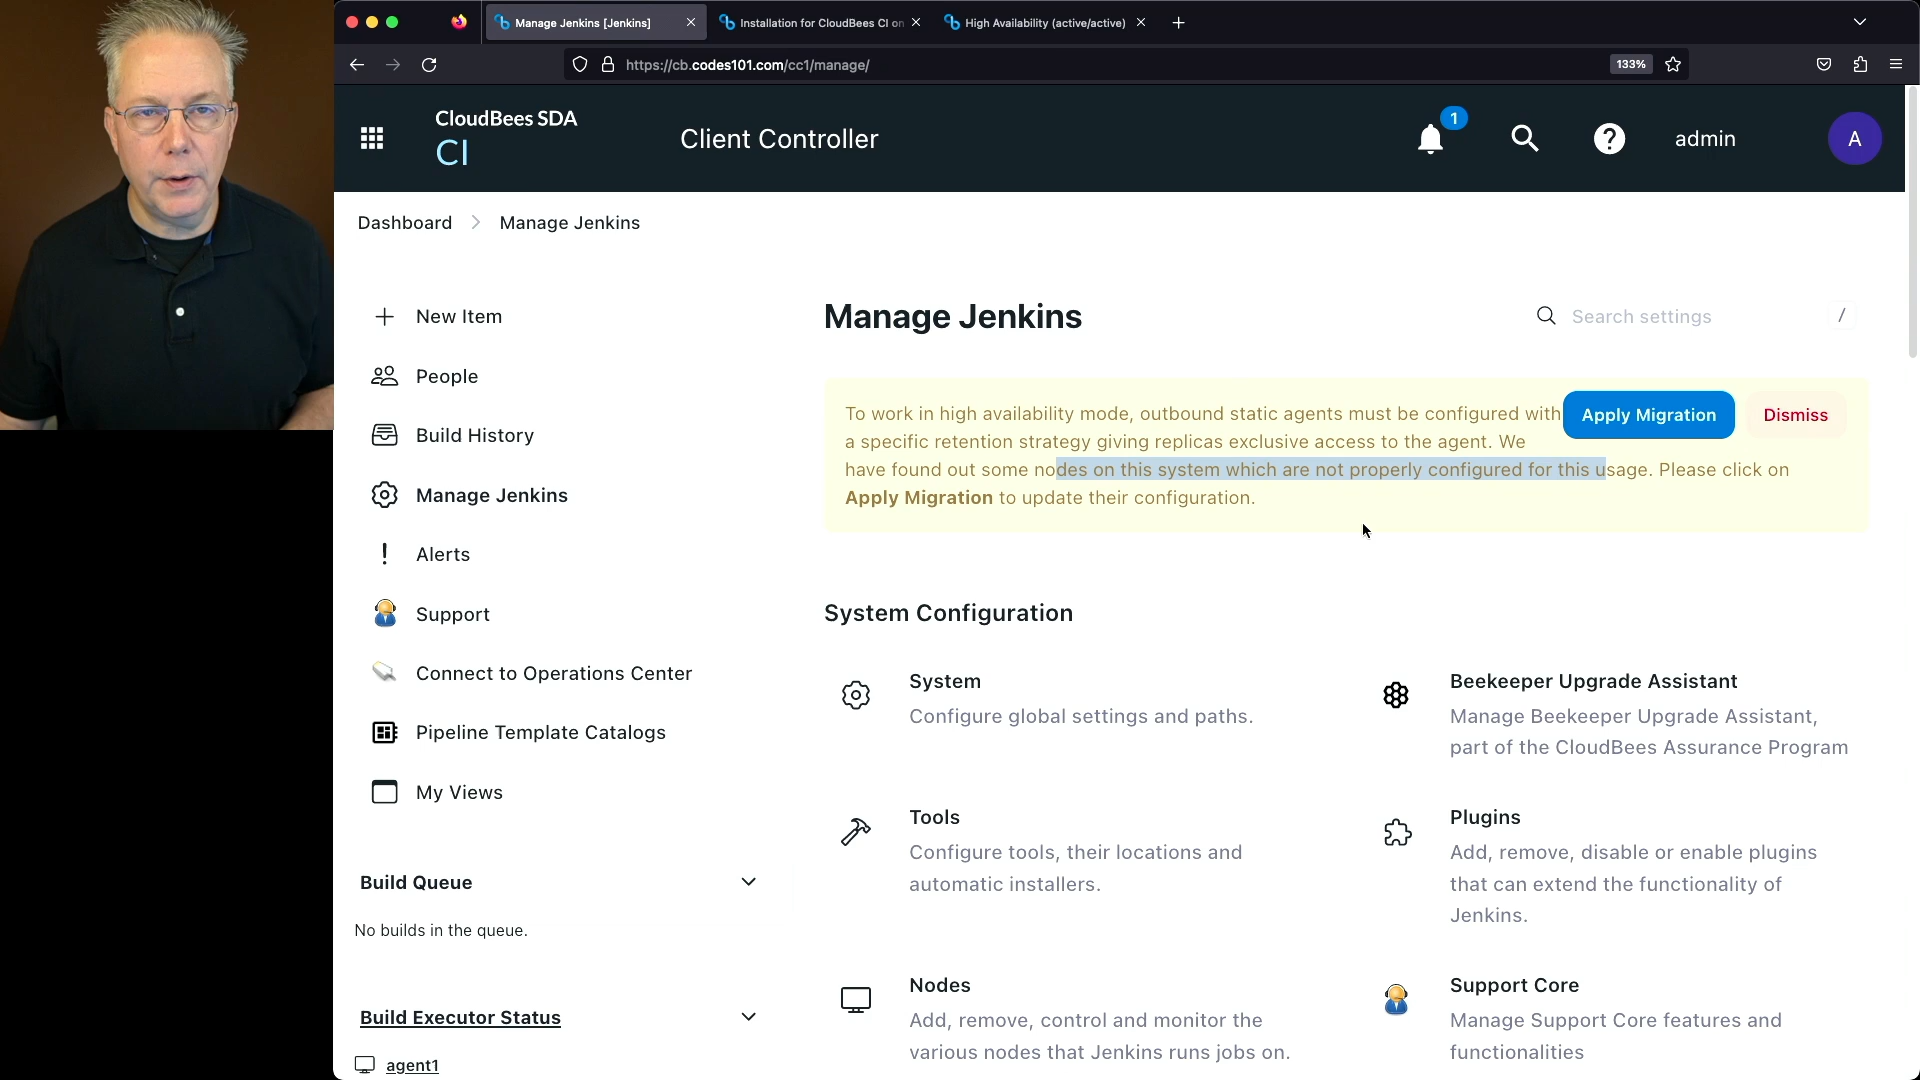 Manage Jenkins [Jenkins]
Installation for CloudBees CI on
High Availability (active/active)
https://cb.codes101.com/cc1/manage/
133%
CloudBees SDA
CI
Client Controller
1
admin
A
Dashboard
Manage Jenkins
New Item
People
Build History
Manage Jenkins
Alerts
Support
Connect to Operations Center
Pipeline Template Catalogs
My Views
Build Queue
No builds in the queue.
Build Executor Status
agent1
Manage Jenkins
Search settings
/
To work in high availability mode, outbound static agents must be configured with
a specific retention strategy giving replicas exclusive access to the agent. We
have found out some nodes on this system which are not properly configured for this usage. Please click on
Apply Migration to update their configuration.
Apply Migration
Dismiss
System Configuration
System
Configure global settings and paths.
Beekeeper Upgrade Assistant
Manage Beekeeper Upgrade Assistant,
part of the CloudBees Assurance Program
Tools
Configure tools, their locations and
automatic installers.
Plugins
Add, remove, disable or enable plugins
that can extend the functionality of
Jenkins.
Nodes
Add, remove, control and monitor the
various nodes that Jenkins runs jobs on.
Support Core
Manage Support Core features and
functionalities